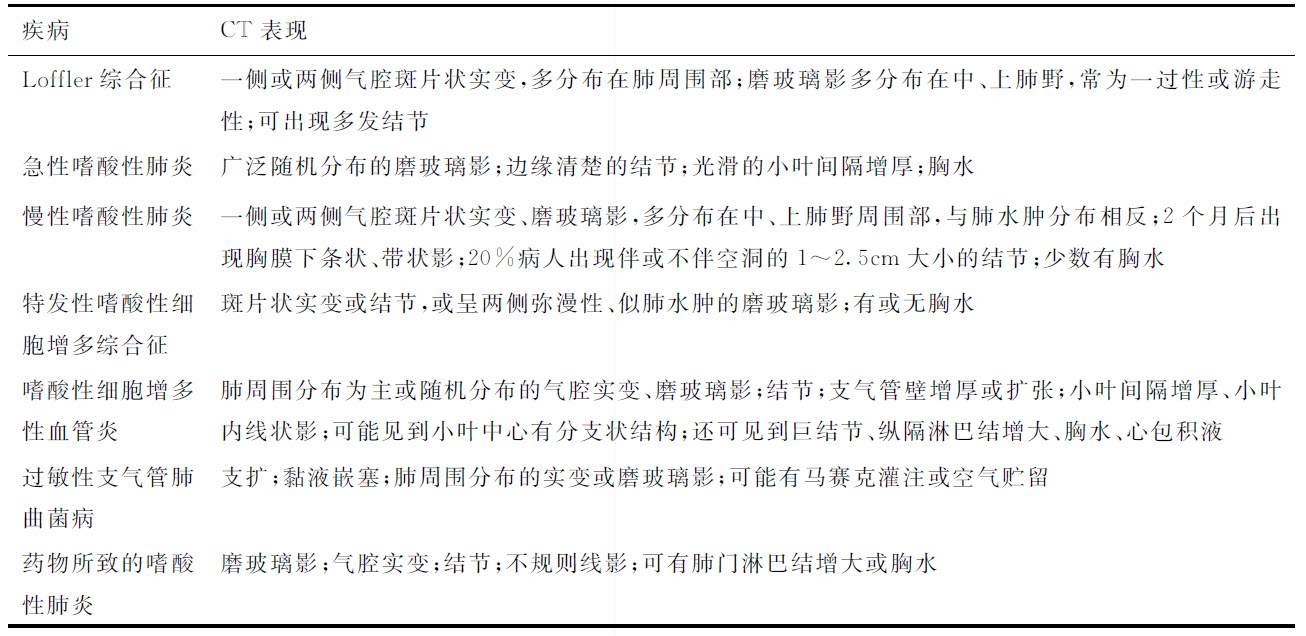 疾病 CT 表现
Loffler 综合征 一侧或两侧气腔斑片状实变,多分布在肺周围部;磨玻璃影多分布在中、上肺野,常为一过性或游走
性;可出现多发结节
急性嗜酸性肺炎 广泛随机分布的磨玻璃影;边缘清楚的结节;光滑的小叶间隔增厚;胸水
慢性嗜酸性肺炎 一侧或两侧气腔斑片状实变、磨玻璃影,多分布在中、上肺野周围部,与肺水肿分布相反;2 个月后出
现胸膜下条状、带状影;20%病人出现伴或不伴空洞的 1~2.5cm 大小的结节;少数有胸水
特发性嗜酸性细 斑片状实变或结节,或呈两侧弥漫性、似肺水肿的磨玻璃影;有或无胸水
胞增多综合征
嗜酸性细胞增多 肺周围分布为主或随机分布的气腔实变、磨玻璃影;结节;支气管壁增厚或扩张;小叶间隔增厚、小叶
性血管炎 内线状影;可能见到小叶中心有分支状结构;还可见到巨结节、纵隔淋巴结增大、胸水、心包积液
过敏性支气管肺 支扩;黏液嵌塞;肺周围分布的实变或磨玻璃影;可能有马赛克灌注或空气贮留
曲菌病
药物所致的嗜酸 磨玻璃影;气腔实变;结节;不规则线影;可有肺门淋巴结增大或胸水
性肺炎